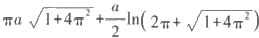 πa √(1+4π²) + a/2 ln(2π+ √(1+4π²))